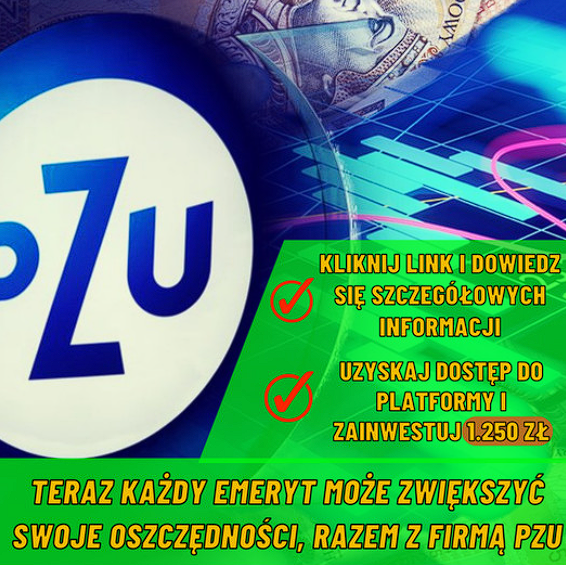 PZU
KLIKNIJ LINK I DOWIEDZ
SIĘ SZCZEGÓŁOWYCH
INFORMACJI
UZYSKAJ DOSTĘP DO
PLATFORMY I
ZAINWESTUJ 1.250 ZŁ
TERAZ KAŻDY EMERYT MOŻE ZWIĘKSZYĆ
SWOJE OSZCZĘDNOŚCI, RAZEM Z FIRMĄ PZU